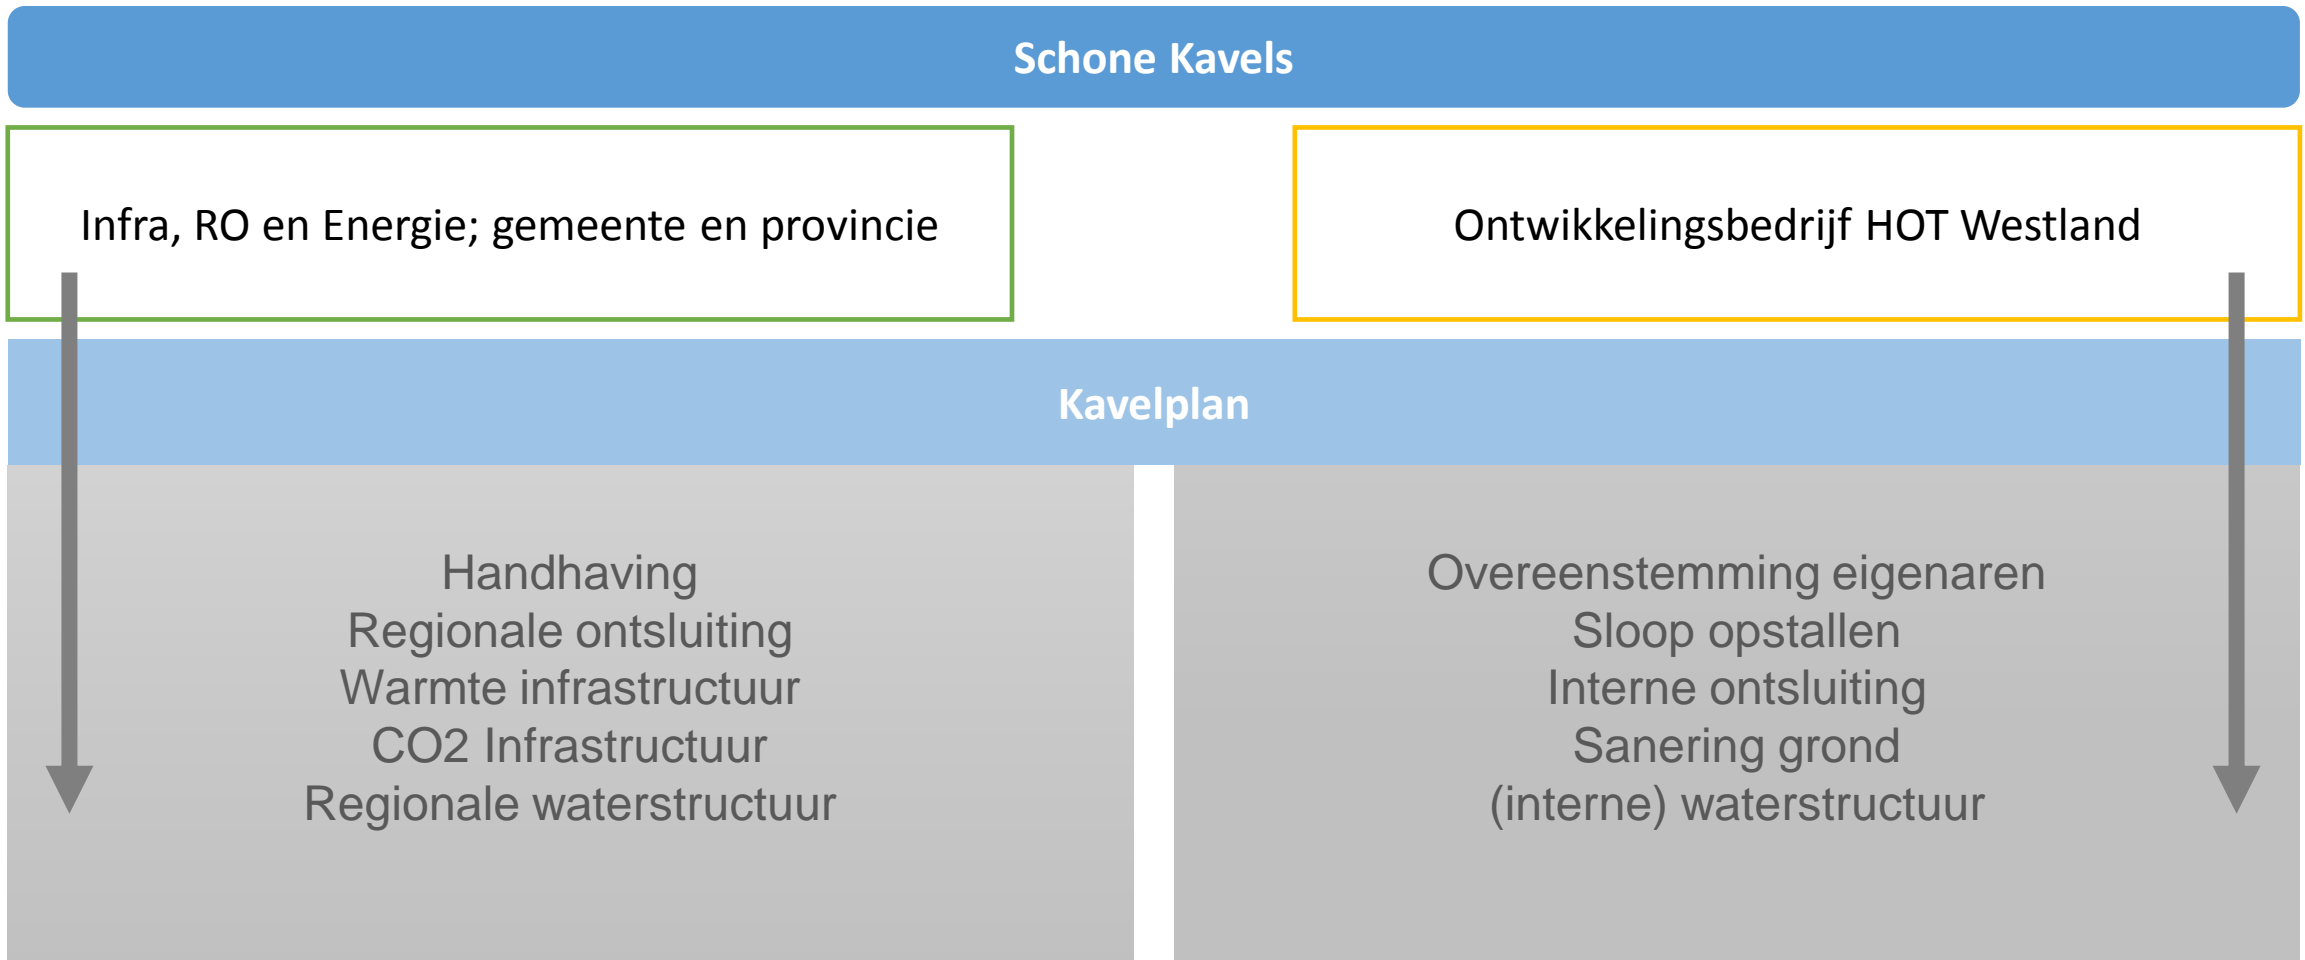 Schone Kavels
Infra, RO en Energie; gemeente en provincie
Ontwikkelingsbedrijf HOT Westland
Kavelplan
Handhaving
Regionale ontsluiting
Warmte infrastructuur
CO2 Infrastructuur
Regionale waterstructuur
Overeenstemming eigenaren
Sloop opstallen
Interne ontsluiting
Sanering grond
(interne) waterstructuur